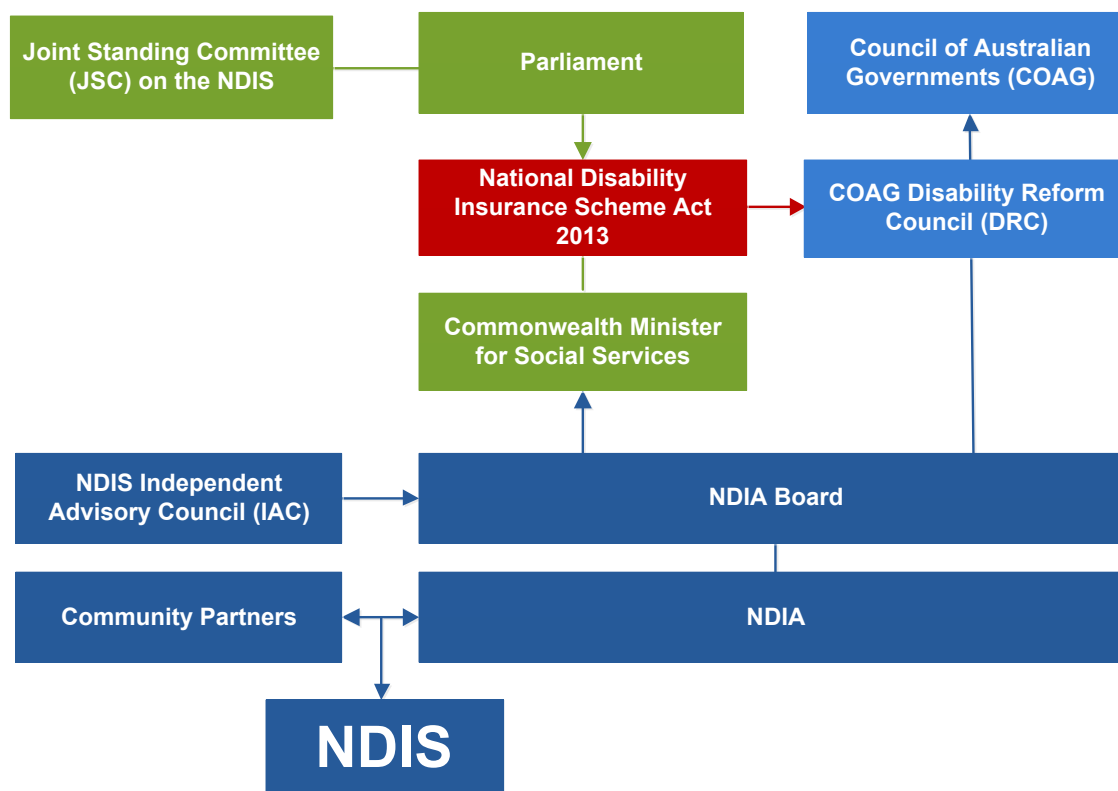 Joint Standing Committee
(JSC) on the NDIS
Parliament
Council of Australian
Governments (COAG)
National Disability
Insurance Scheme Act
2013
COAG Disability Reform
Council (DRC)
Commonwealth Minister
for Social Services
NDIS Independent
Advisory Council (IAC)
NDIA Board
Community Partners
NDIA
NDIS